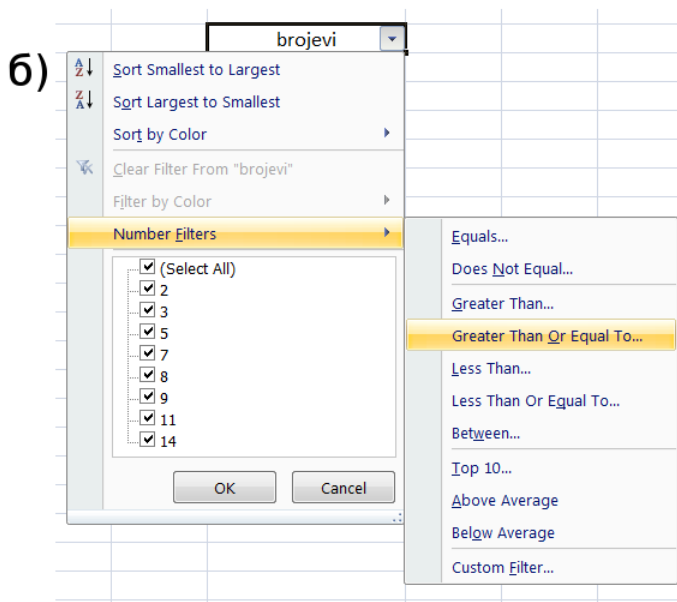 brojevi
б)
Sort Smallest to Largest
Sort Largest to Smallest
Sort by Color
Clear Filter From "brojevi"
Filter by Color
Number Filters
(Select All)
2
3
5
7
8
9
11
14
OK Cancel
Equals...
Does Not Equal...
Greater Than...
Greater Than Or Equal To...
Less Than...
Less Than Or Equal To...
Between...
Top 10...
Above Average
Below Average
Custom Filter...